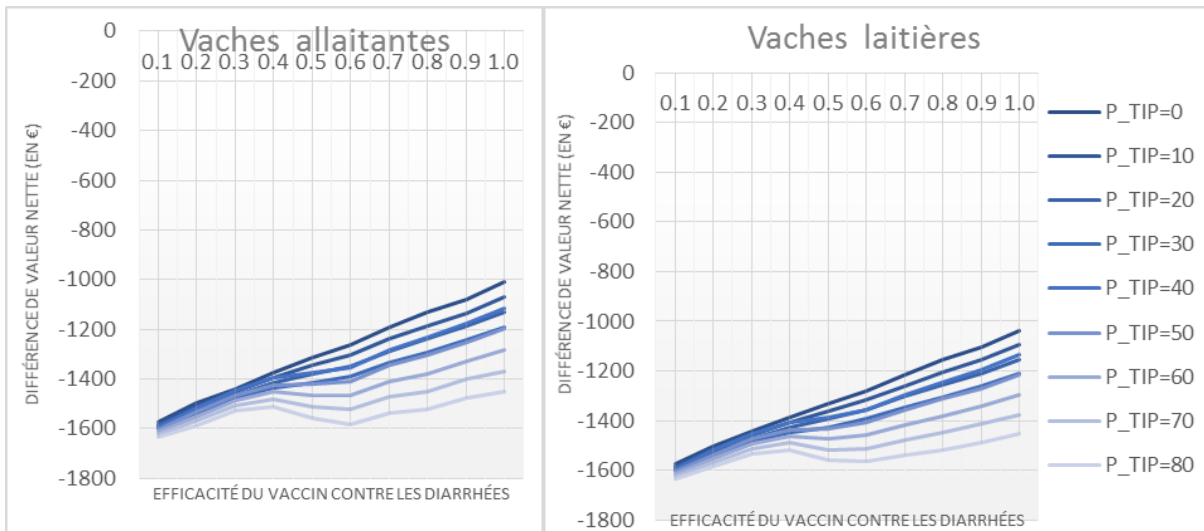 Vaches allaitantes
0
-200
-400
-600
-800
-1000
-1200
-1400
-1600
-1800
0.1 0.2 0.3 0.4 0.5 0.6 0.7 0.8 0.9 1.0
DIFFÉRENCE DE VALEUR NETTE (EN €)
EFFICACITÉ DU VACCIN CONTRE LES DIARRHÉES
Vaches laitières
0
-200
-400
-600
-800
-1000
-1200
-1400
-1600
-1800
0.1 0.2 0.3 0.4 0.5 0.6 0.7 0.8 0.9 1.0
DIFFÉRENCE DE VALEUR NETTE (EN €)
EFFICACITÉ DU VACCIN CONTRE LES DIARRHÉES
P_TIP=0
P_TIP=10
P_TIP=20
P_TIP=30
P_TIP=40
P_TIP=50
P_TIP=60
P_TIP=70
P_TIP=80